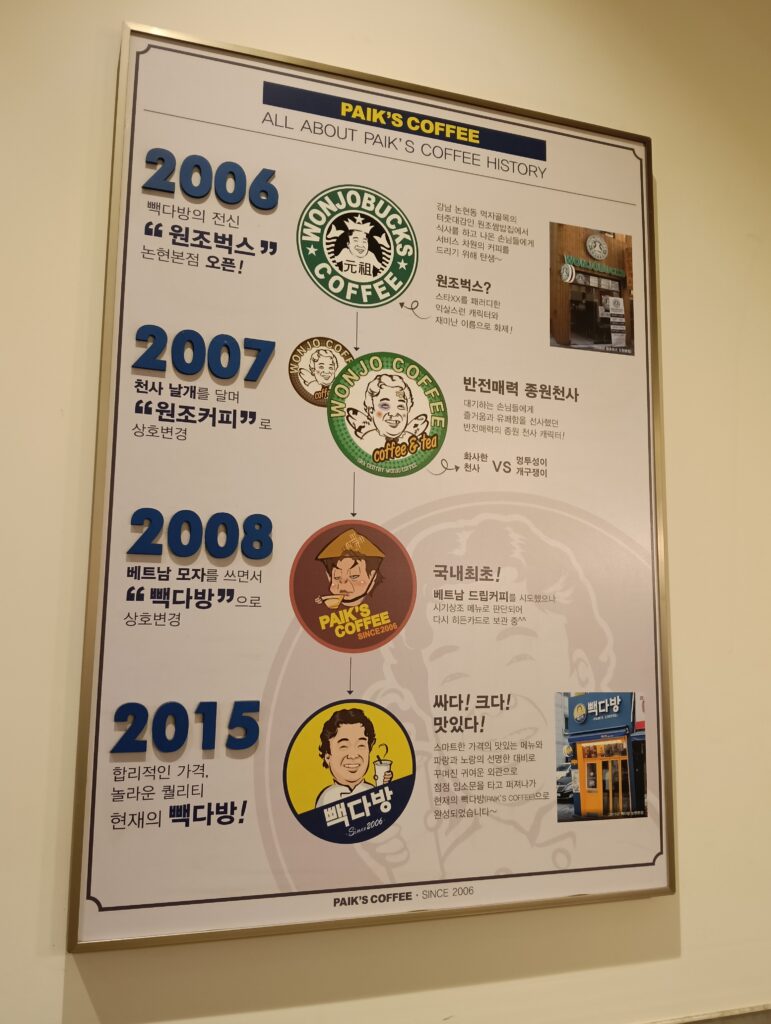 PAIK'S COFFEE
ALL ABOUT PAIK'S COFFEE HISTORY
2006
빽다방의 전신
“원조벅스”
논현본점 오픈!
WONJOBUCKS
元祖
COFFEE
강남 논현동 먹자골목의
터줏대감인 원조쌈밥집에서
식사를 하고 나온 손님들에게
서비스 차원의 커피를
드리기 위해 탄생~
원조벅스?
스타XX를 패러디한
익살스런 캐릭터와
재미난 이름으로 화제!
WONJOBUCKS
2007
천사 날개를 달며
“원조커피”로
상호변경
WONJO COFFEE
coffee
WONJO COFFEE
coffee & tea
반전매력 종원천사
대기하는 손님들에게
즐거움과 유쾌함을 선사했던
반전매력의 종원 천사 캐릭터!
화사한
천사
VS
멍투성이
개구쟁이
2008
베트남 모자를 쓰면서
“빽다방”으로
상호변경
PAIK'S
COFFEE
SINCE2006
국내최초!
베트남 드립커피를 시도했으나
시기상조 메뉴로 판단되어
다시 히든카드로 보관 중^^
2015
합리적인 가격,
놀라운 퀄리티
현재의 빽다방!
빽다방
Since2006
싸다! 크다!
맛있다!
스마트한 가격의 맛있는 메뉴와
파랑과 노랑의 선명한 대비로
꾸며진 귀여운 외관으로
점점 입소문을 타고 퍼져나가
현재의 빽다방(PAIK'S COFFEE)으로
완성되었습니다~
빽다방
PAIK'S COFFEE
PAIK'S COFFEE · SINCE 2006